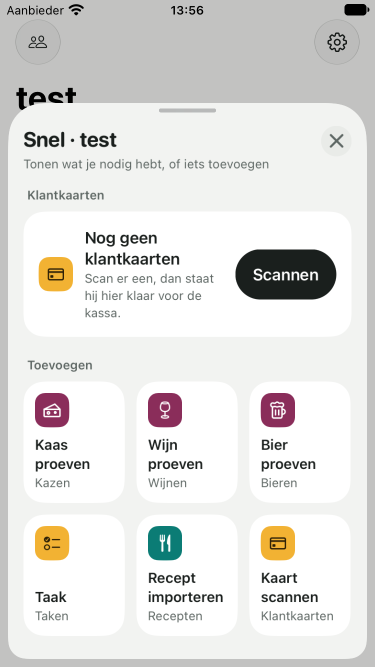 Aanbieder 13:56
test
Snel · test
Tonen wat je nodig hebt, of iets toevoegen
Klantkaarten
Nog geen
klantkaarten
Scan er een, dan staat
hij hier klaar voor de
kassa.
Scannen
Toevoegen
Kaas
proeven
Kazen
Wijn
proeven
Wijnen
Bier
proeven
Bieren
Taak
Taken
Recept
importeren
Recepten
Kaart
scannen
Klantkaarten